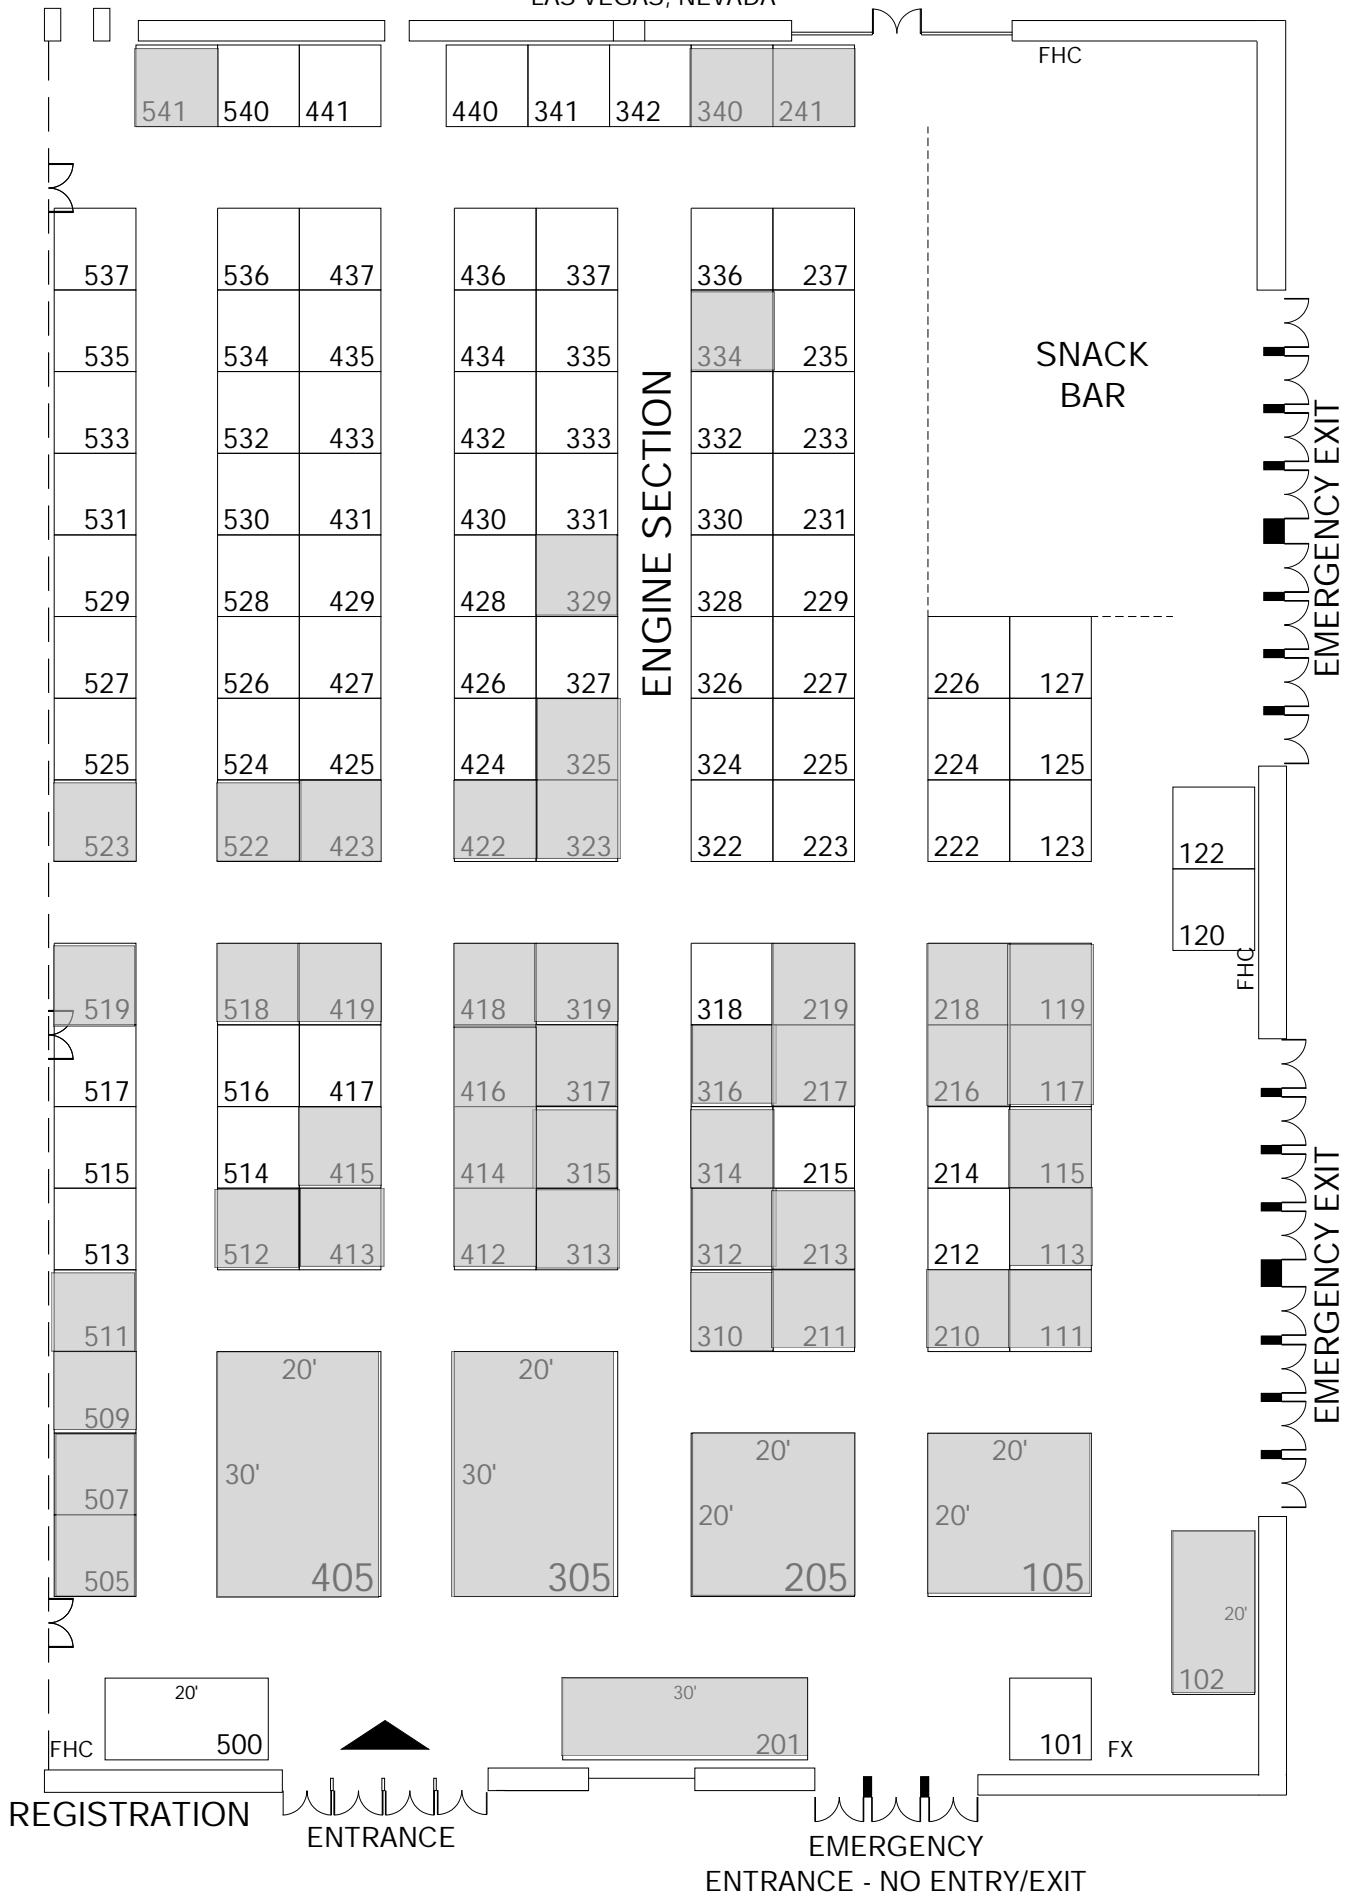 LAS VEGAS, NEVADA
FHC
541 540 441 440 341 342 340 241
537 536 437 436 337 336 237
535 534 435 434 335 334 235
SNACK
BAR
533 532 433 432 333 332 233
531 530 431 430 331 330 231
ENGINE SECTION
EMERGENCY EXIT
529 528 429 428 329 328 229
527 526 427 426 327 326 227 226 127
525 524 425 424 325 324 225 224 125
523 522 423 422 323 322 223 222 123
122
120
FHC
519 518 419 418 319 318 219 218 119
517 516 417 416 317 316 217 216 117
515 514 415 414 315 314 215 214 115
513 512 413 412 313 312 213 212 113
EMERGENCY EXIT
511 310 211 210 111
20' 20'
509
20' 20'
30' 30'
507
20' 20'
505 405 305 205 105
20'
102
20' 30'
FHC 500 201 101 FX
REGISTRATION
ENTRANCE
EMERGENCY
ENTRANCE - NO ENTRY/EXIT